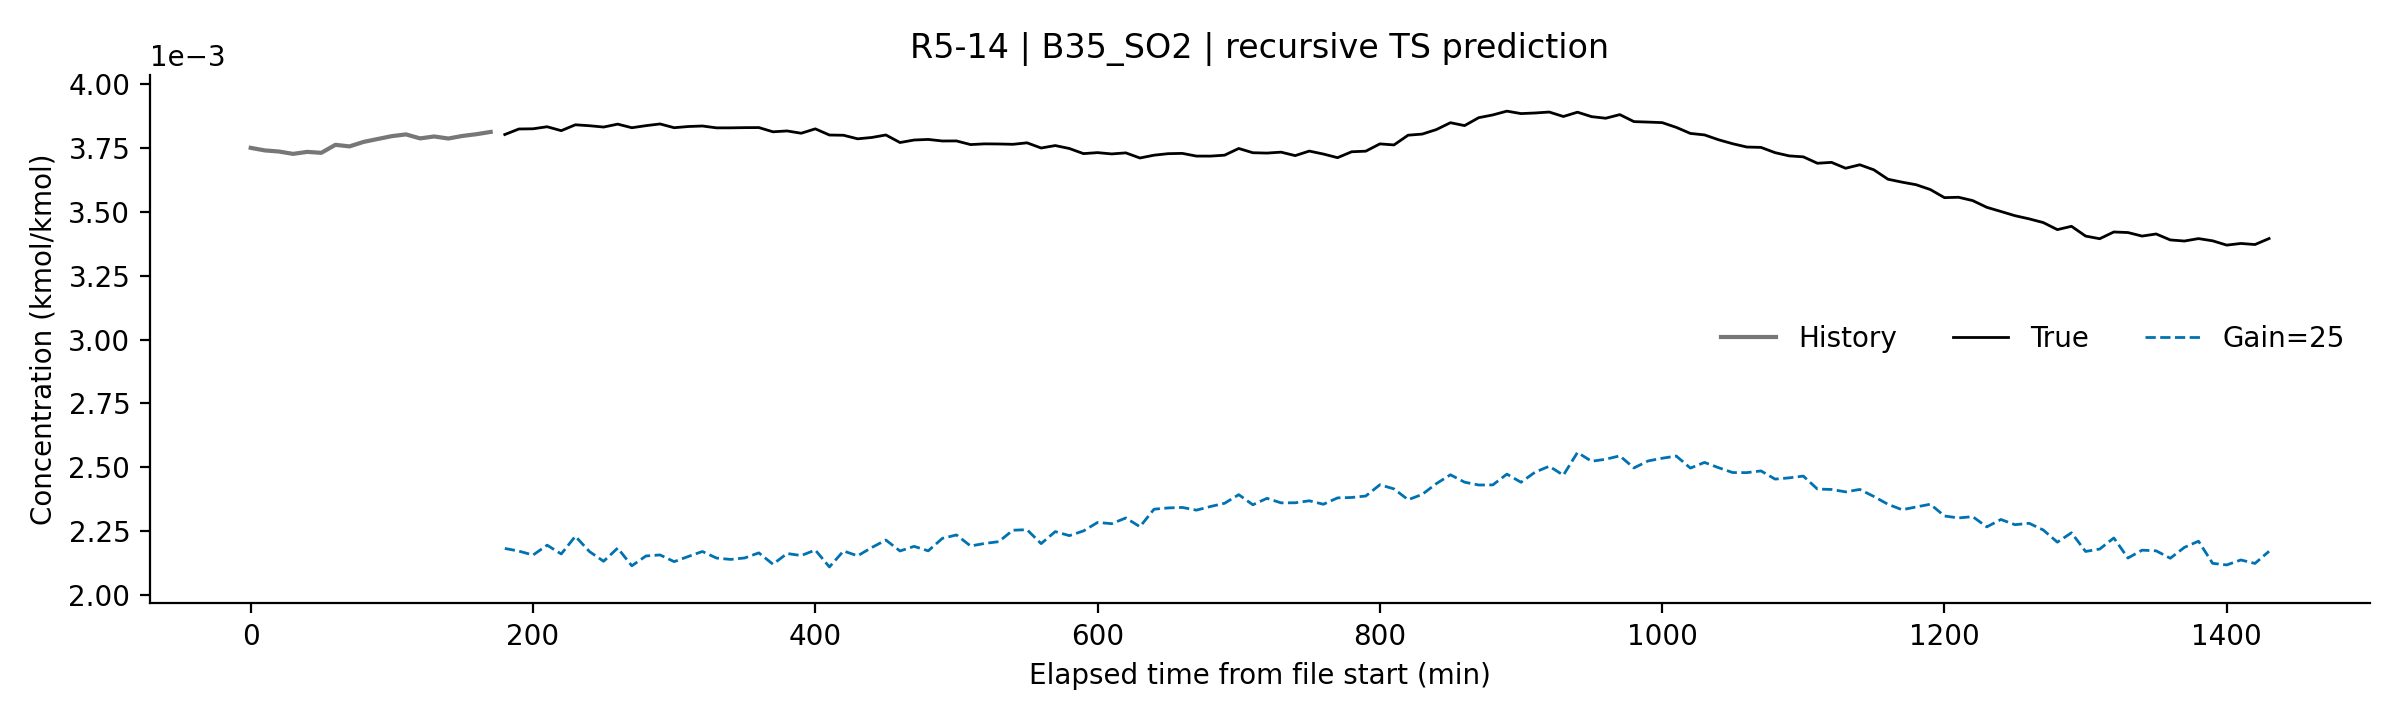 R5-14 | B35_SO2 | recursive TS prediction
1e−3
4.00
3.75
3.50
3.25
3.00
2.75
2.50
2.25
2.00
Concentration (kmol/kmol)
History
True
Gain=25
0 200 400 600 800 1000 1200 1400
Elapsed time from file start (min)